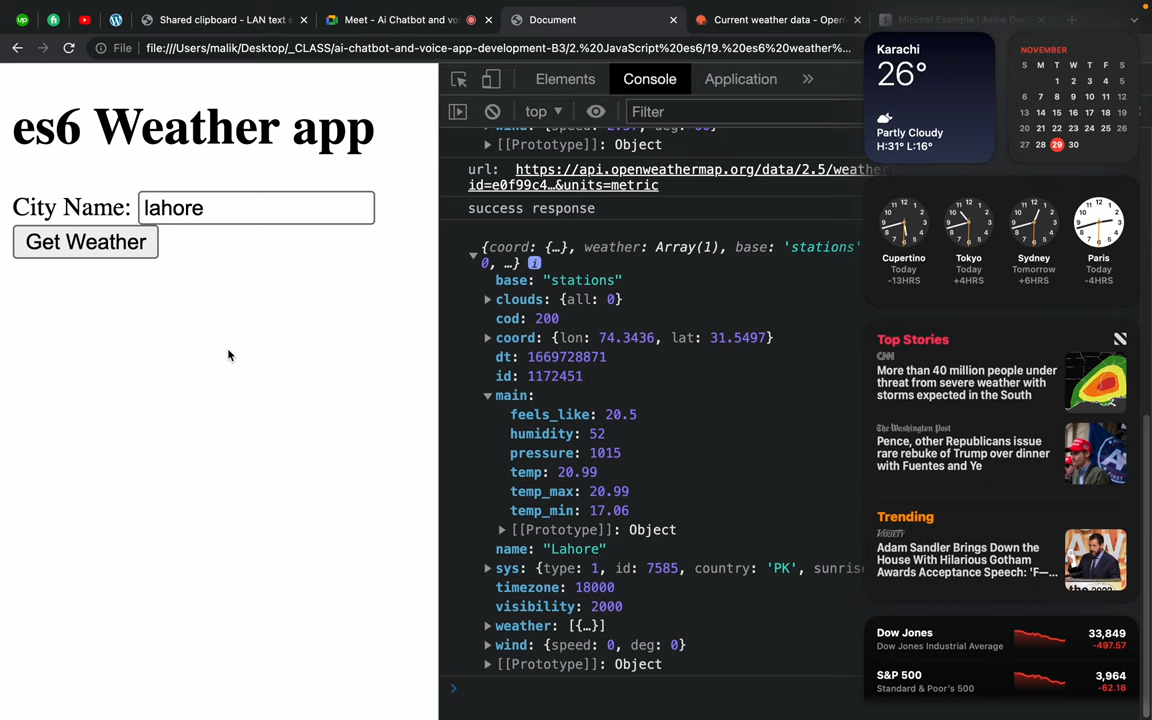 Shared clipboard - LAN text s
Meet - Ai Chatbot and vo
Document
Current weather data - Open
Minimal Example | Axios Do
File
file:///Users/malik/Desktop/_CLASS/ai-chatbot-and-voice-app-development-B3/2.%20JavaScript%20es6/19.%20es6%20weather%...
es6 Weather app
City Name: lahore
Get Weather
Elements
Console
Application
top
Filter
[[Prototype]]: Object
url: https://api.openweathermap.org/data/2.5/weather
id=e0f99c4…&units=metric
success response
{coord: {…}, weather: Array(1), base: 'stations'
0, …}
base: "stations"
clouds: {all: 0}
cod: 200
coord: {lon: 74.3436, lat: 31.5497}
dt: 1669728871
id: 1172451
main:
feels_like: 20.5
humidity: 52
pressure: 1015
temp: 20.99
temp_max: 20.99
temp_min: 17.06
[[Prototype]]: Object
name: "Lahore"
sys: {type: 1, id: 7585, country: 'PK', sunrise
timezone: 18000
visibility: 2000
weather: [{…}]
wind: {speed: 0, deg: 0}
[[Prototype]]: Object
Karachi
26°
Partly Cloudy
H:31° L:16°
NOVEMBER
S M T W T F S
1 2 3 4 5
6 7 8 9 10 11 12
13 14 15 16 17 18 19
20 21 22 23 24 25 26
27 28 29 30
Cupertino
Today
-13HRS
Tokyo
Today
+4HRS
Sydney
Tomorrow
+6HRS
Paris
Today
-4HRS
Top Stories
CNN
More than 40 million people under
threat from severe weather with
storms expected in the South
The Washington Post
Pence, other Republicans issue
rare rebuke of Trump over dinner
with Fuentes and Ye
Trending
VARIETY
Adam Sandler Brings Down the
House With Hilarious Gotham
Awards Acceptance Speech: 'F—...
Dow Jones
Dow Jones Industrial Average
33,849
-497.57
S&P 500
Standard & Poor's 500
3,964
-62.18